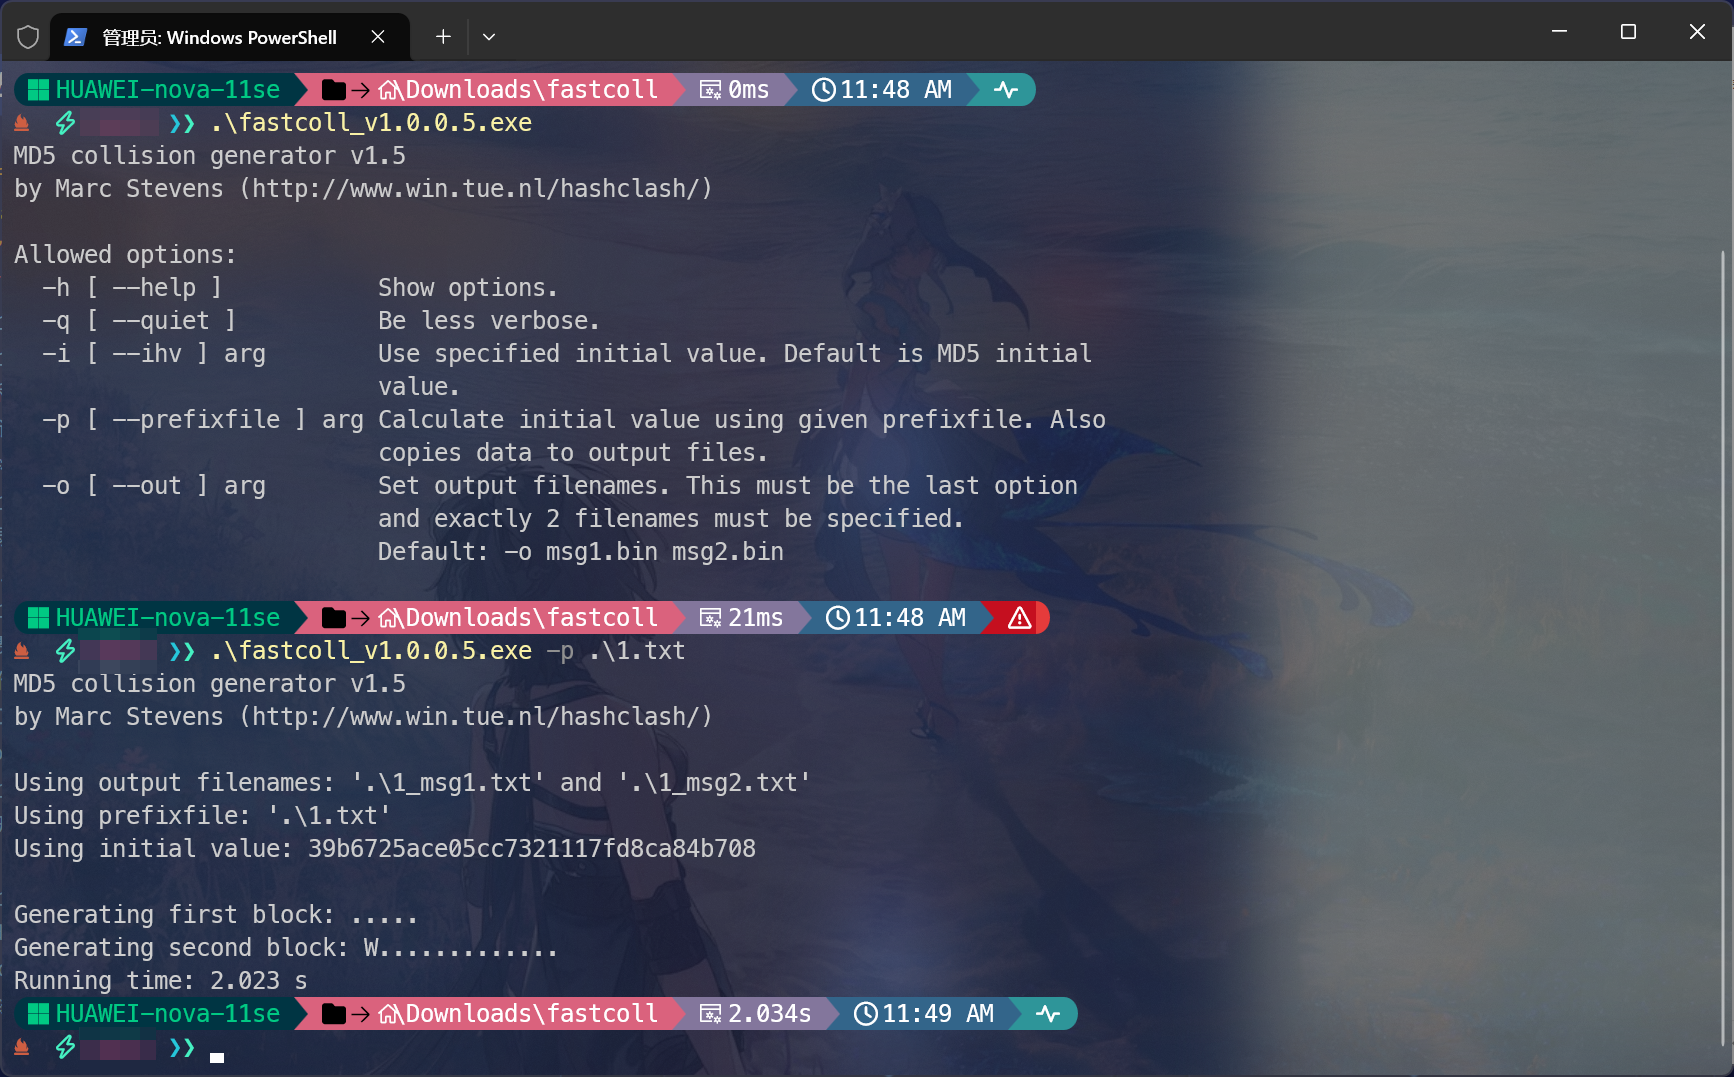 管理员: Windows PowerShell
HUAWEI-nova-11se → \Downloads\fastcoll 0ms 11:48 AM
❯❯ .\fastcoll_v1.0.0.5.exe
MD5 collision generator v1.5
by Marc Stevens (http://www.win.tue.nl/hashclash/)
Allowed options:
-h [ --help ] Show options.
-q [ --quiet ] Be less verbose.
-i [ --ihv ] arg Use specified initial value. Default is MD5 initial
value.
-p [ --prefixfile ] arg Calculate initial value using given prefixfile. Also
copies data to output files.
-o [ --out ] arg Set output filenames. This must be the last option
and exactly 2 filenames must be specified.
Default: -o msg1.bin msg2.bin
HUAWEI-nova-11se → \Downloads\fastcoll 21ms 11:48 AM
❯❯ .\fastcoll_v1.0.0.5.exe -p .\1.txt
MD5 collision generator v1.5
by Marc Stevens (http://www.win.tue.nl/hashclash/)
Using output filenames: '.\1_msg1.txt' and '.\1_msg2.txt'
Using prefixfile: '.\1.txt'
Using initial value: 39b6725ace05cc7321117fd8ca84b708
Generating first block: .....
Generating second block: W.............
Running time: 2.023 s
HUAWEI-nova-11se → \Downloads\fastcoll 2.034s 11:49 AM
❯❯